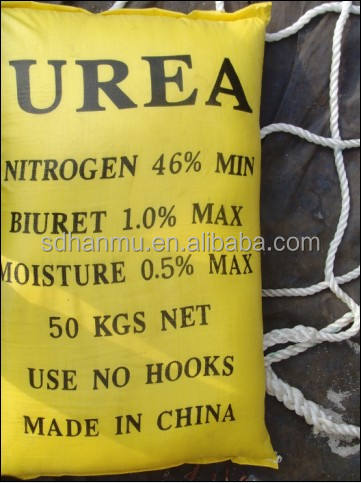 UREA
NITROGEN 46% MIN
BIURET 1.0% MAX
sdhanmu.en.alibaba.com
MOISTURE 0.5% MAX
50 KGS NET
USE NO HOOKS
MADE IN CHINA